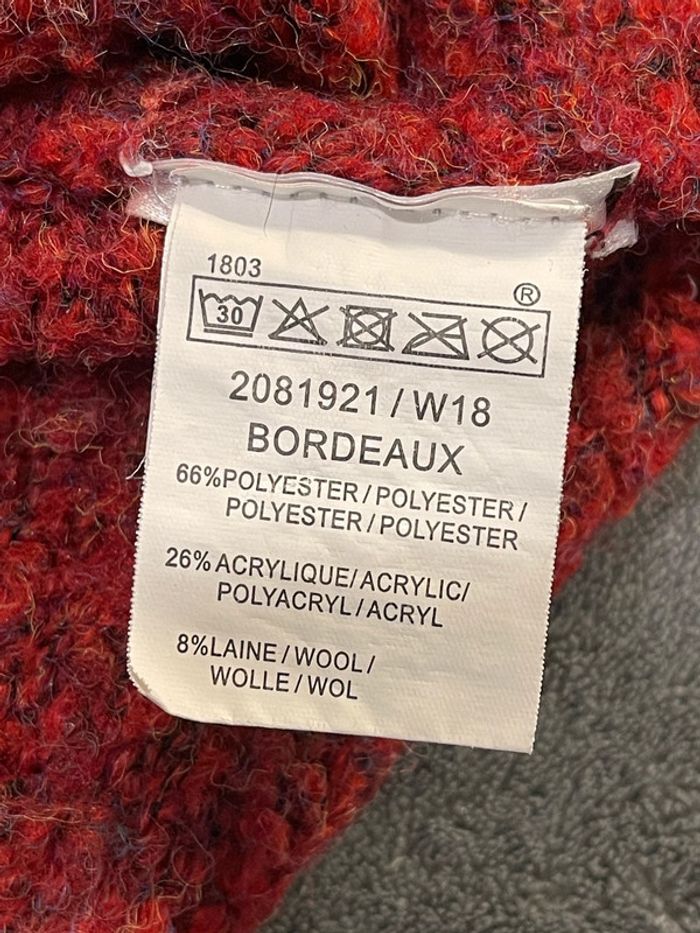 1803
®
30
2081921/W18
BORDEAUX
66%POLYESTER/POLYESTER/
POLYESTER/POLYESTER
26% ACRYLIQUE/ACRYLIC/
POLYACRYL/ACRYL
8%LAINE/WOOL/
WOLLE/WOL